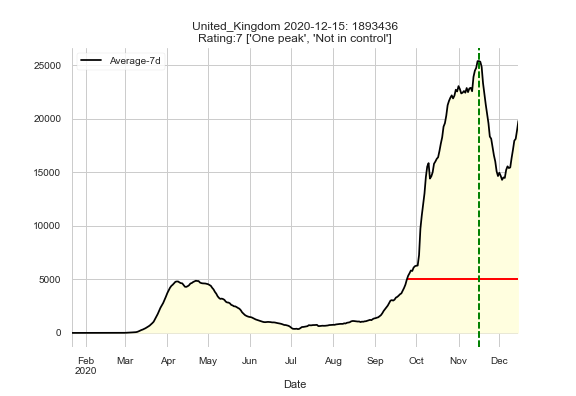 United_Kingdom 2020-12-15: 1893436
Rating:7 ['One peak', 'Not in control']
Average-7d
25000
20000
15000
10000
5000
0
Feb Mar Apr May Jun Jul Aug Sep Oct Nov Dec
2020
Date